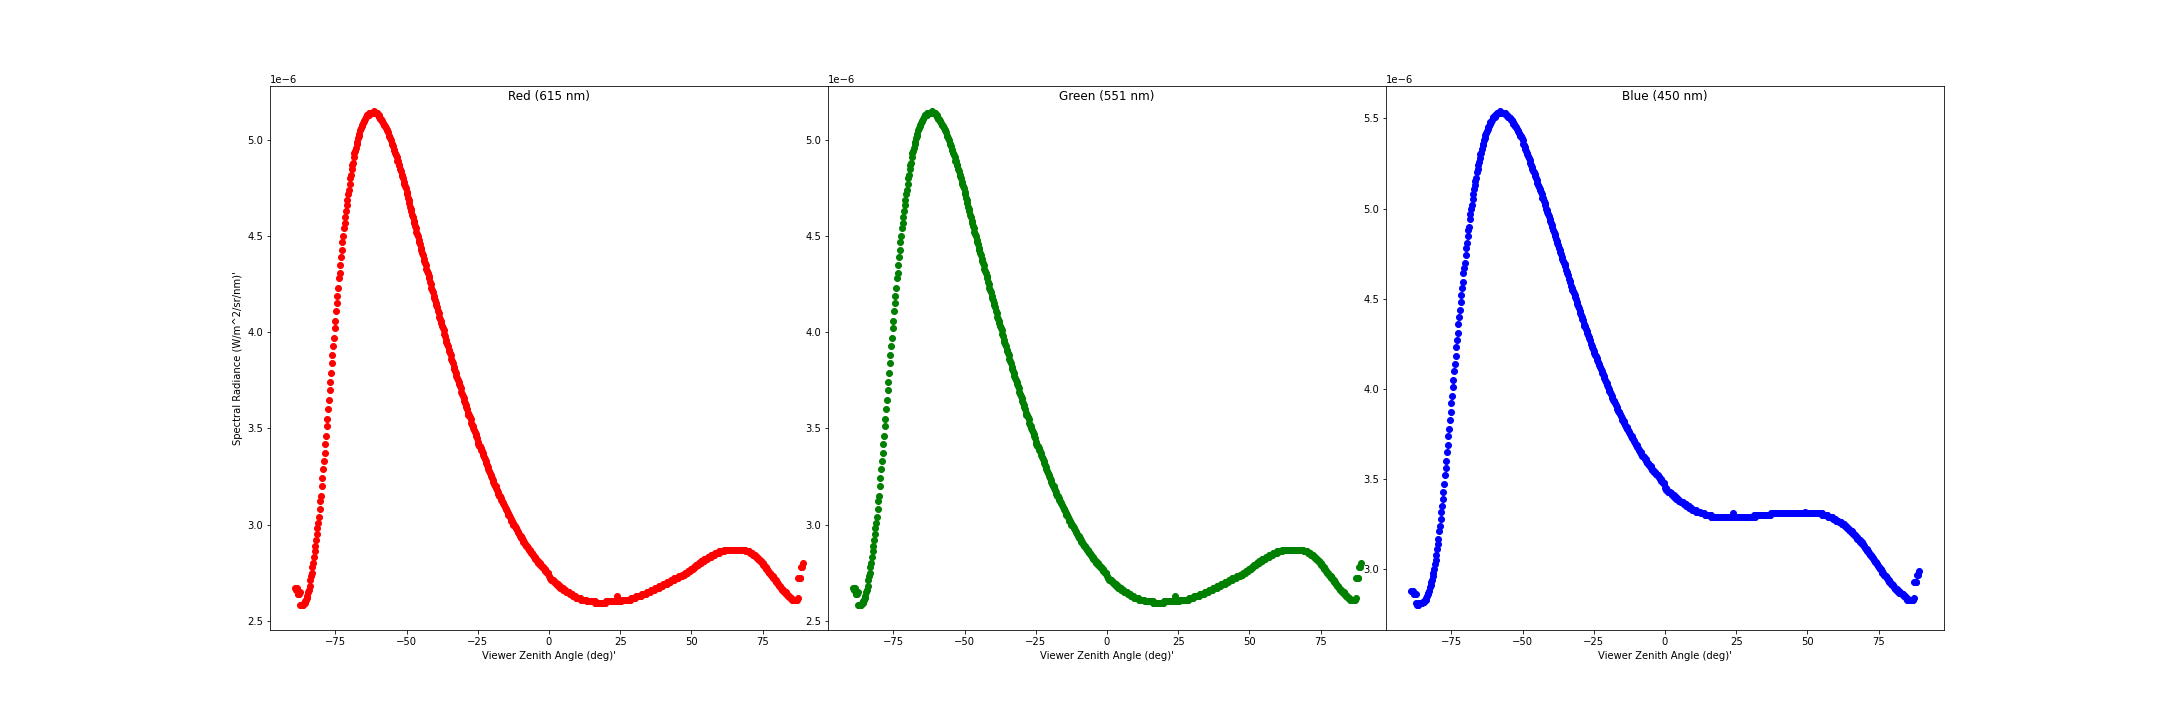 1e−6
1e−6
1e−6
Red (615 nm)
Green (551 nm)
Blue (450 nm)
Spectral Radiance (W/m^2/sr/nm)'
5.0
4.5
4.0
3.5
3.0
2.5
5.0
4.5
4.0
3.5
3.0
2.5
5.5
5.0
4.5
4.0
3.5
3.0
−75 −50 −25 0 25 50 75
−75 −50 −25 0 25 50 75
−75 −50 −25 0 25 50 75
Viewer Zenith Angle (deg)'
Viewer Zenith Angle (deg)'
Viewer Zenith Angle (deg)'